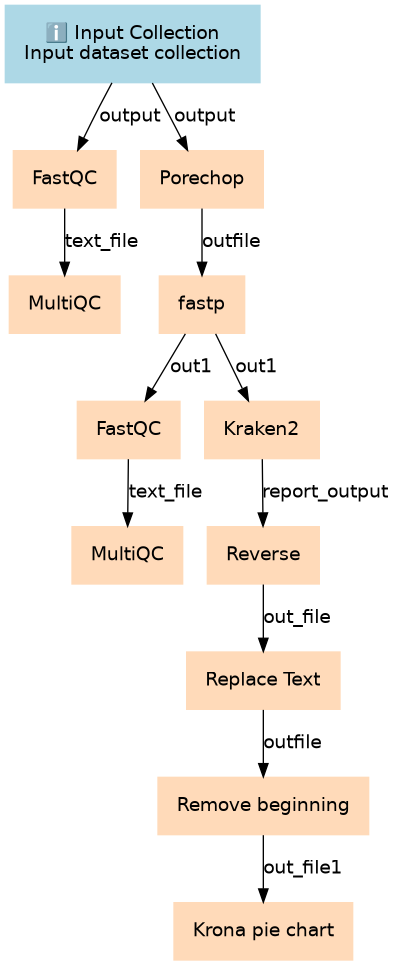 ℹ️ Input Collection
Input dataset collection
output
output
FastQC
Porechop
text_file
outfile
MultiQC
fastp
out1
out1
FastQC
Kraken2
text_file
report_output
MultiQC
Reverse
out_file
Replace Text
outfile
Remove beginning
out_file1
Krona pie chart